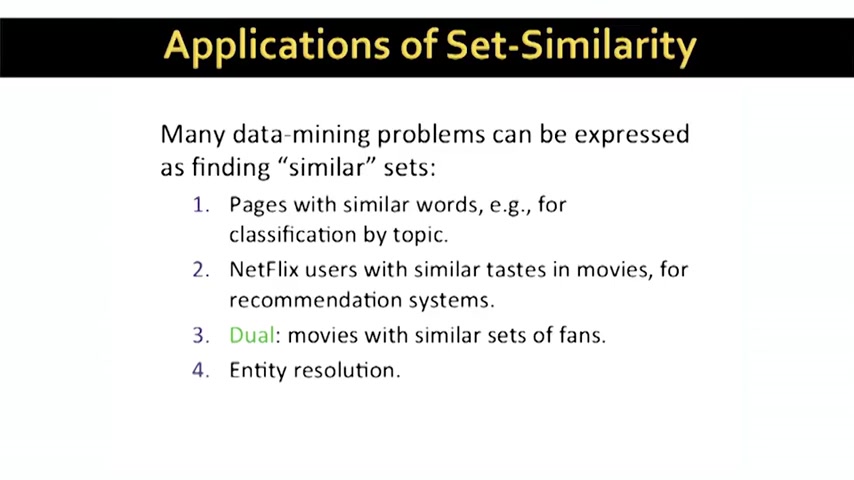 Applications of Set-Similarity
Many data-mining problems can be expressed
as finding “similar” sets:
1. Pages with similar words, e.g., for
classification by topic.
2. NetFlix users with similar tastes in movies, for
recommendation systems.
3. Dual: movies with similar sets of fans.
4. Entity resolution.